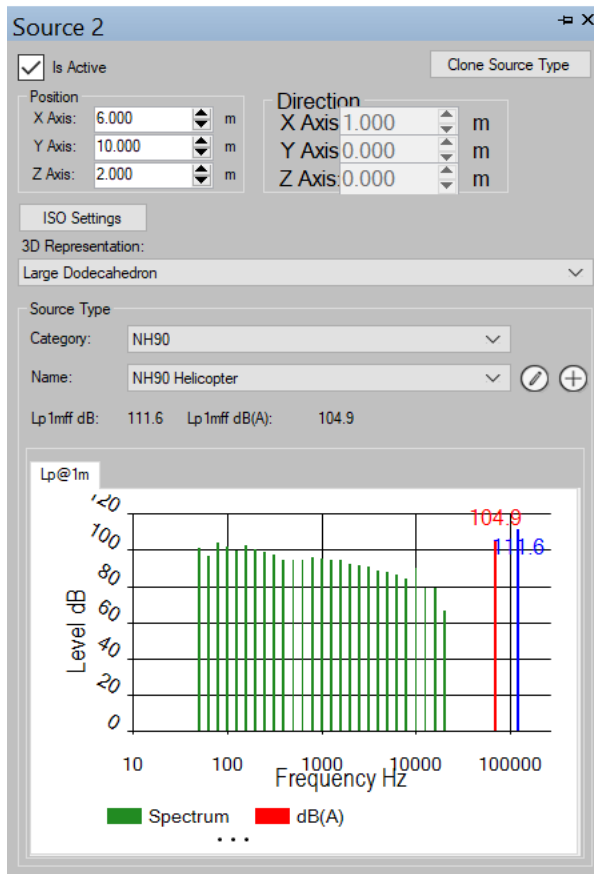 Source 2
Is Active
Clone Source Type
Position
X Axis: 6.000 m
Y Axis: 10.000 m
Z Axis: 2.000 m
Direction
X Axis 1.000 m
Y Axis 0.000 m
Z Axis: 0.000 m
ISO Settings
3D Representation:
Large Dodecahedron
Source Type
Category: NH90
Name: NH90 Helicopter
Lp1mff dB: 111.6 Lp1mff dB(A): 104.9
Lp@1m
120
100
80
60
40
20
0
Level dB
104.9
111.6
10 100 1000 10000 100000
Frequency Hz
Spectrum dB(A)
...